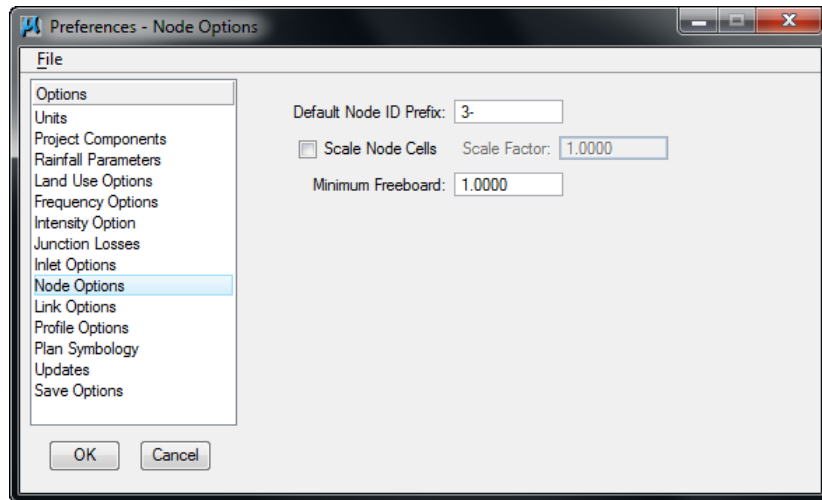 Preferences - Node Options
File
Options
Units
Project Components
Rainfall Parameters
Land Use Options
Frequency Options
Intensity Option
Junction Losses
Inlet Options
Node Options
Link Options
Profile Options
Plan Symbology
Updates
Save Options
Default Node ID Prefix: 3-
Scale Node Cells Scale Factor: 1.0000
Minimum Freeboard: 1.0000
OK Cancel